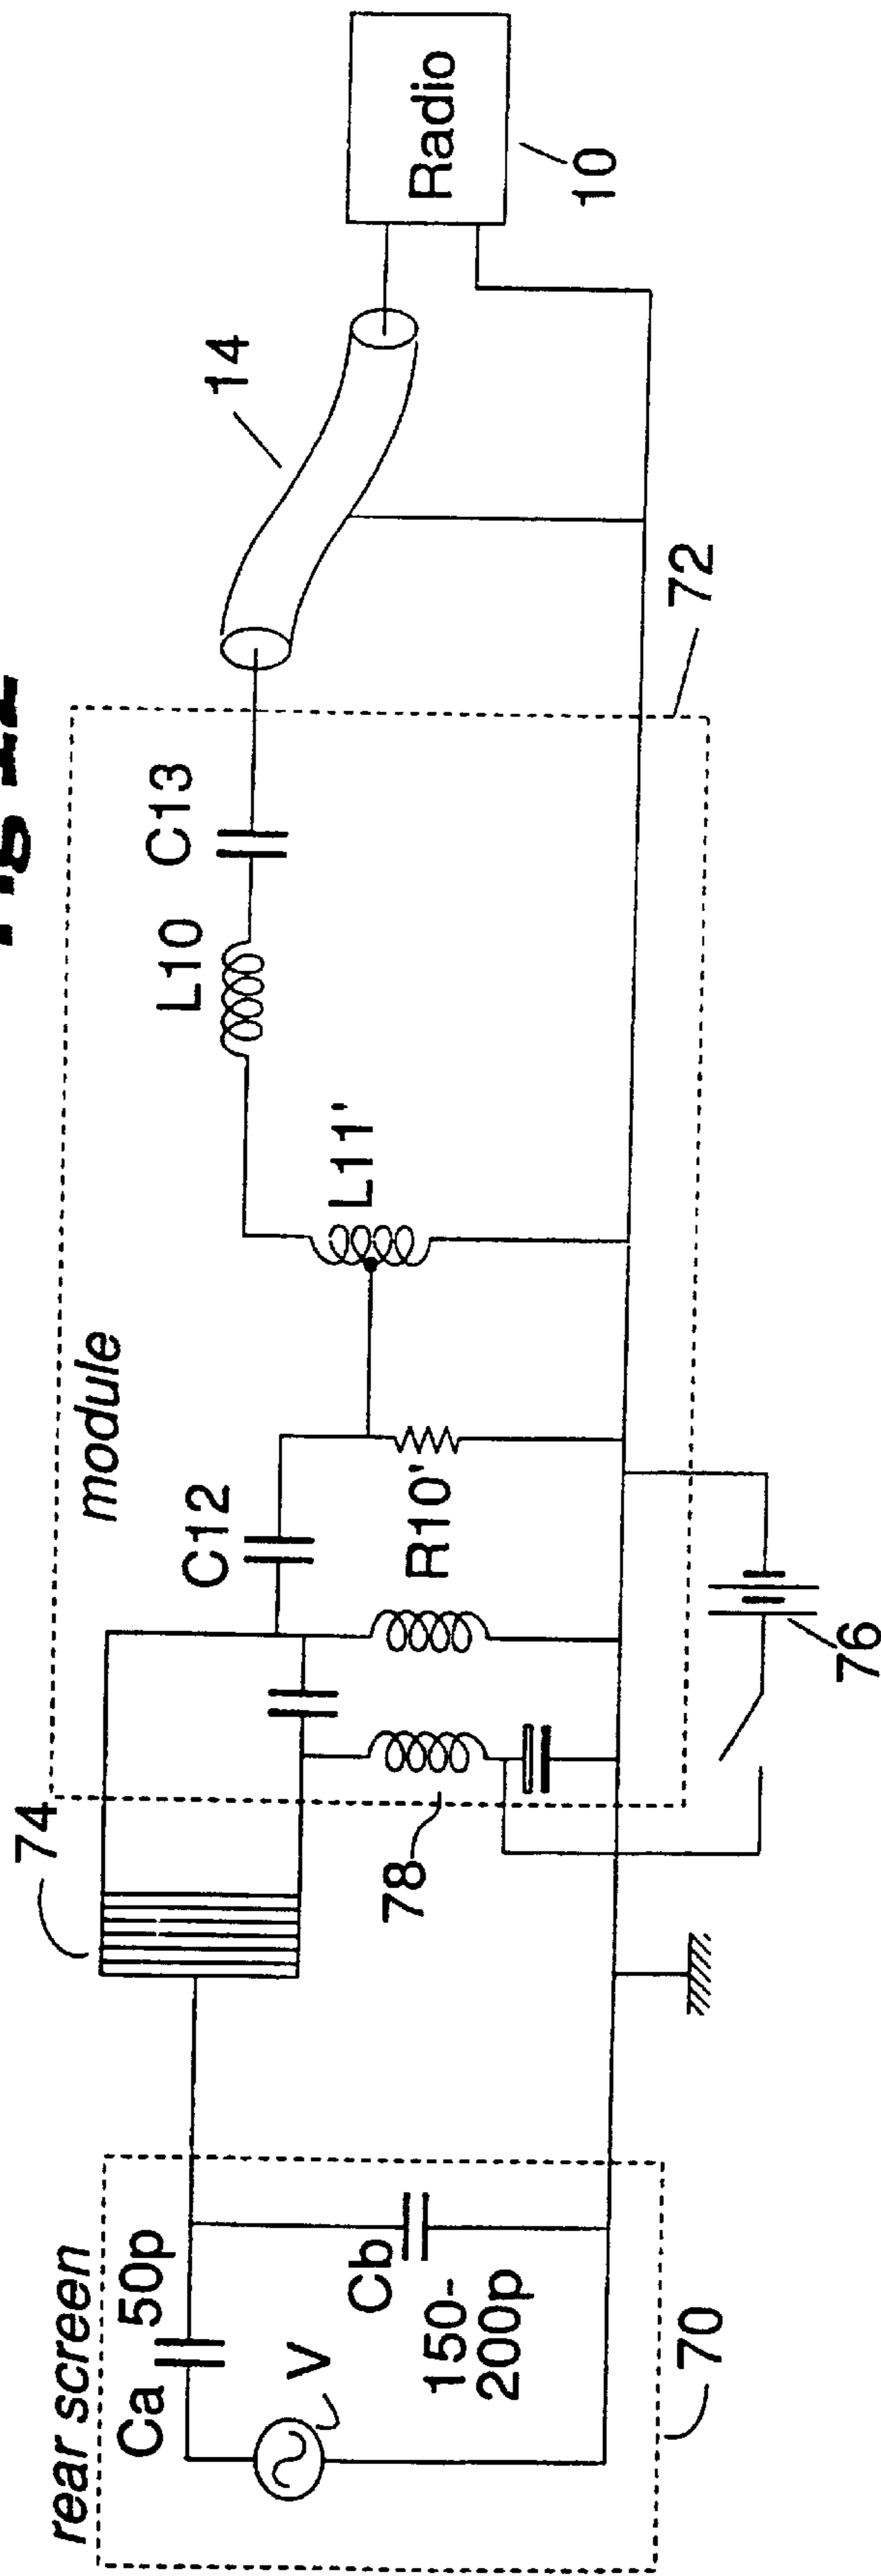 rear screen
Ca 50p
V
Cb
150-
200p
70
74
78
76
module
C12
R10'
L11'
L10
C13
72
14
Radio
10